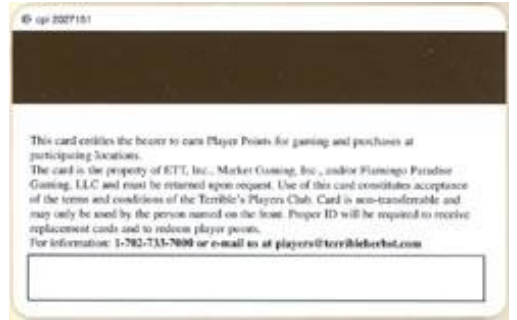 © cpi 2027151
This card entitles the bearer to earn Player Points for gaming and purchases at
participating locations.
The card is the property of ETT, Inc., Market Gaming, Inc., and/or Flamingo Paradise
Gaming, LLC and must be returned upon request. Use of this card constitutes acceptance
of the terms and conditions of the Terrible's Players Club. Card is non-transferrable and
may only be used by the person named on the front. Proper ID will be required to receive
replacement cards and to redeem player points.
For information: 1-702-733-7000 or e-mail us at players@terribleherbst.com